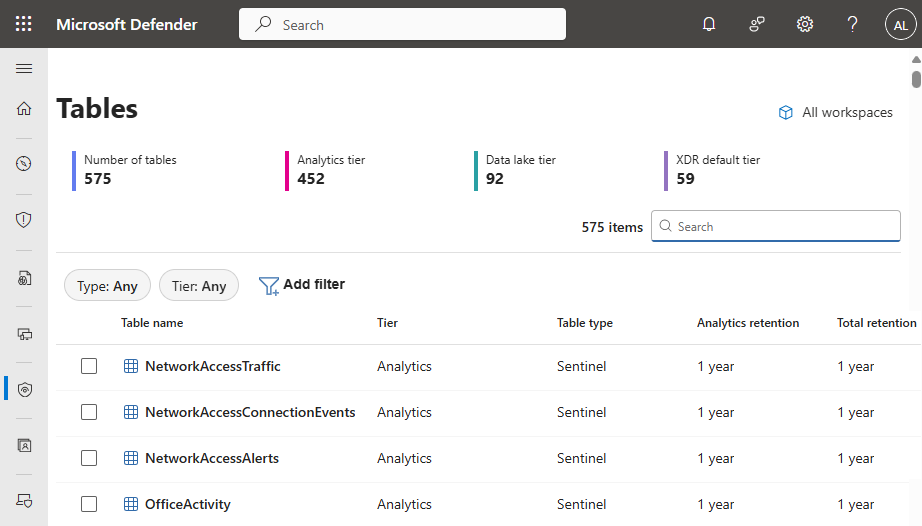 Microsoft Defender
Search
AL
Tables
All workspaces
Number of tables
575
Analytics tier
452
Data lake tier
92
XDR default tier
59
575 items
Search
Type: Any
Tier: Any
Add filter
Table name Tier Table type Analytics retention Total retention
NetworkAccessTraffic Analytics Sentinel 1 year 1 year
NetworkAccessConnectionEvents Analytics Sentinel 1 year 1 year
NetworkAccessAlerts Analytics Sentinel 1 year 1 year
OfficeActivity Analytics Sentinel 1 year 1 year